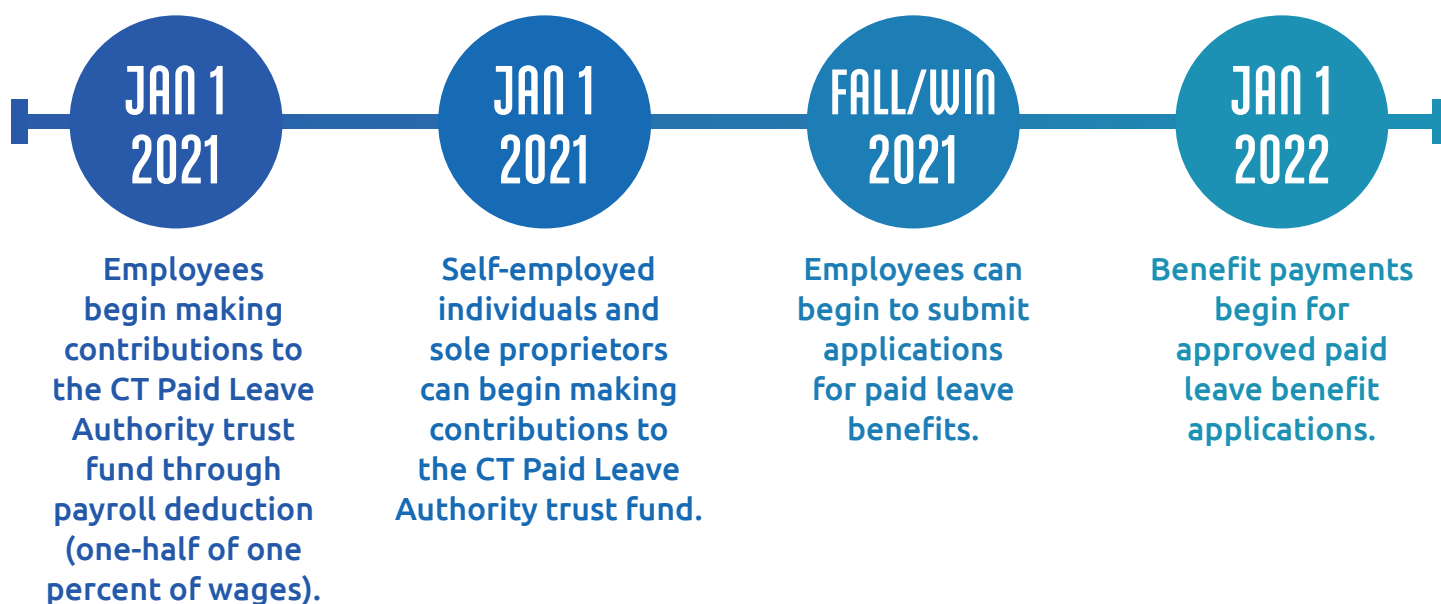 JAN 1
2021
Employees
begin making
contributions to
the CT Paid Leave
Authority trust
fund through
payroll deduction
(one-half of one
percent of wages).
JAN 1
2021
Self-employed
individuals and
sole proprietors
can begin making
contributions to
the CT Paid Leave
Authority trust fund.
FALL/WIN
2021
Employees can
begin to submit
applications
for paid leave
benefits.
JAN 1
2022
Benefit payments
begin for
approved paid
leave benefit
applications.